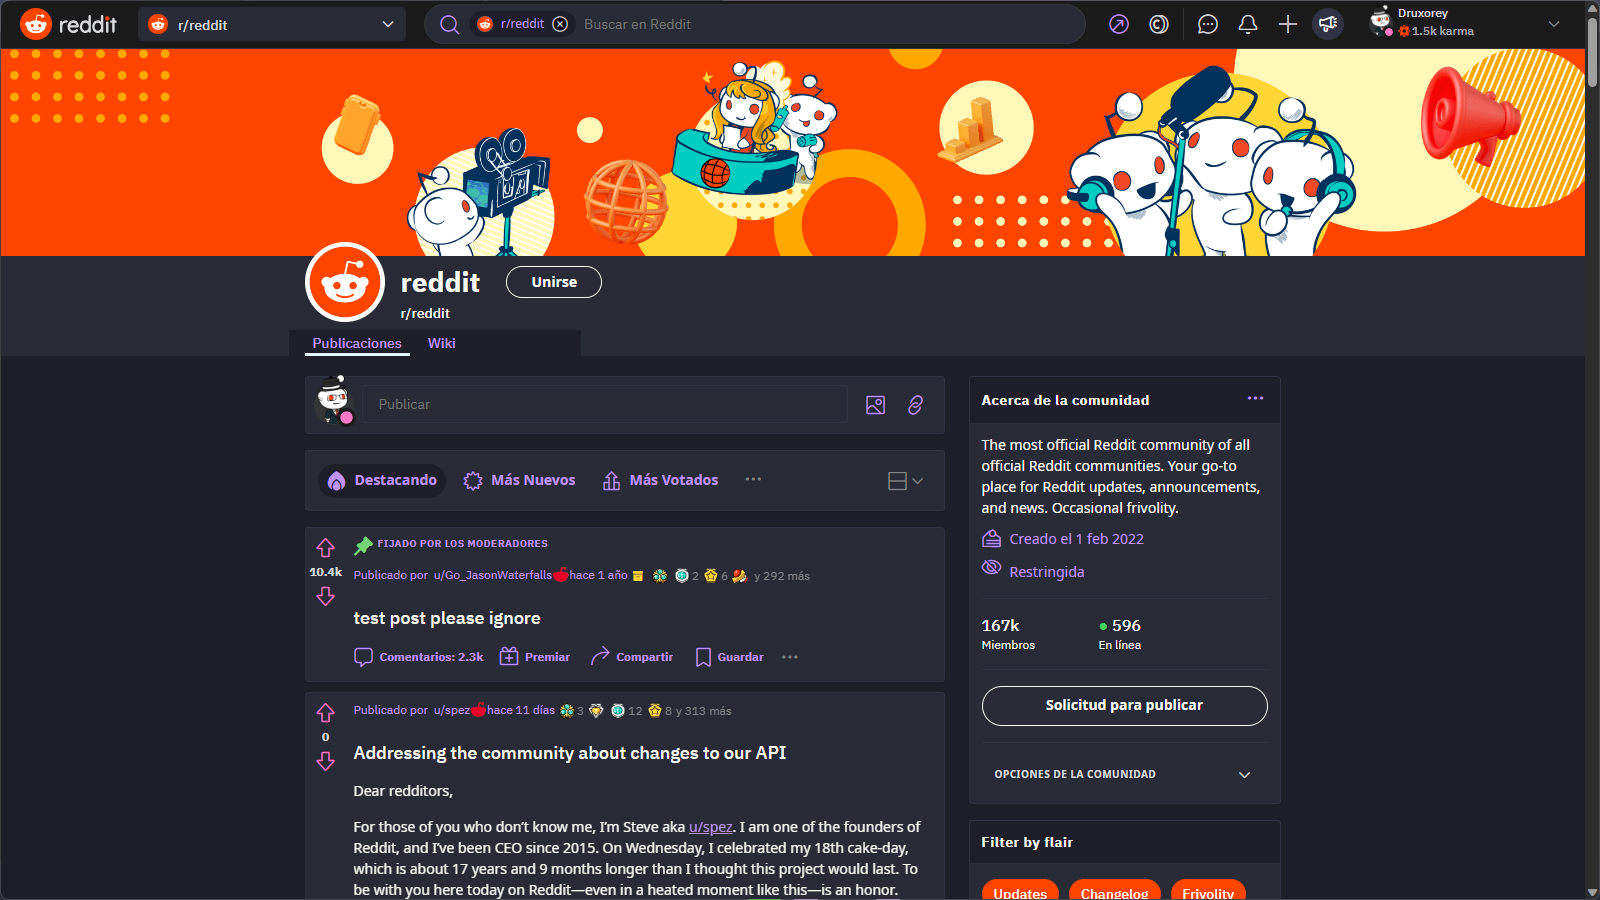 reddit
r/reddit
r/reddit
Buscar en Reddit
Druxorey
1.5k karma
reddit
Unirse
r/reddit
Publicaciones
Wiki
Publicar
Destacando
Más Nuevos
Más Votados
10.4k
FIJADO POR LOS MODERADORES
Publicado por u/Go_JasonWaterfalls hace 1 año 2 6 y 292 más
test post please ignore
Comentarios: 2.3k
Premiar
Compartir
Guardar
0
Publicado por u/spez hace 11 días 3 12 8 y 313 más
Addressing the community about changes to our API
Dear redditors,
For those of you who don’t know me, I’m Steve aka u/spez. I am one of the founders of
Reddit, and I’ve been CEO since 2015. On Wednesday, I celebrated my 18th cake-day,
which is about 17 years and 9 months longer than I thought this project would last. To
be with you here today on Reddit—even in a heated moment like this—is an honor.
Acerca de la comunidad
The most official Reddit community of all
official Reddit communities. Your go-to
place for Reddit updates, announcements,
and news. Occasional frivolity.
Creado el 1 feb 2022
Restringida
167k
Miembros
596
En línea
Solicitud para publicar
OPCIONES DE LA COMUNIDAD
Filter by flair
Updates
Changelog
Frivolity